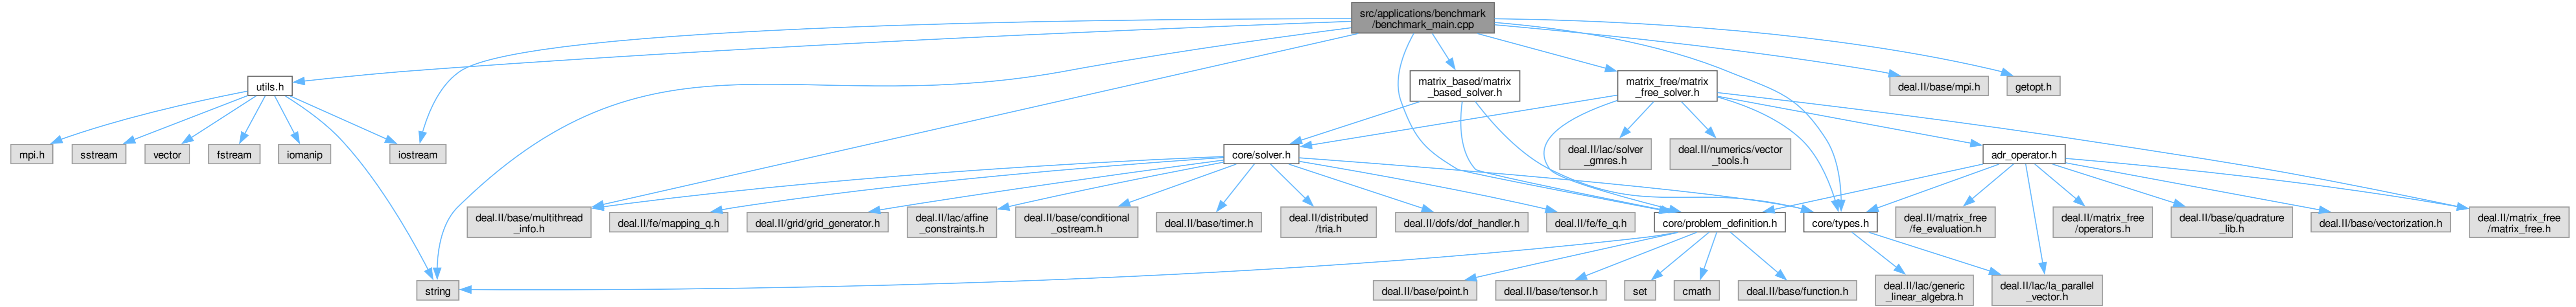 src/applications/benchmark
/benchmark_main.cpp
utils.h
matrix_based/matrix
_based_solver.h
matrix_free/matrix
_free_solver.h
deal.II/base/mpi.h
getopt.h
mpi.h
sstream
vector
fstream
iomanip
iostream
core/solver.h
deal.II/lac/solver
_gmres.h
deal.II/numerics/vector
_tools.h
adr_operator.h
deal.II/base/multithread
_info.h
deal.II/fe/mapping_q.h
deal.II/grid/grid_generator.h
deal.II/lac/affine
_constraints.h
deal.II/base/conditional
_ostream.h
deal.II/base/timer.h
deal.II/distributed
/tria.h
deal.II/dofs/dof_handler.h
deal.II/fe/fe_q.h
core/problem_definition.h
core/types.h
deal.II/matrix_free
/fe_evaluation.h
deal.II/matrix_free
/operators.h
deal.II/base/quadrature
_lib.h
deal.II/base/vectorization.h
deal.II/matrix_free
/matrix_free.h
string
deal.II/base/point.h
deal.II/base/tensor.h
set
cmath
deal.II/base/function.h
deal.II/lac/generic
_linear_algebra.h
deal.II/lac/la_parallel
_vector.h